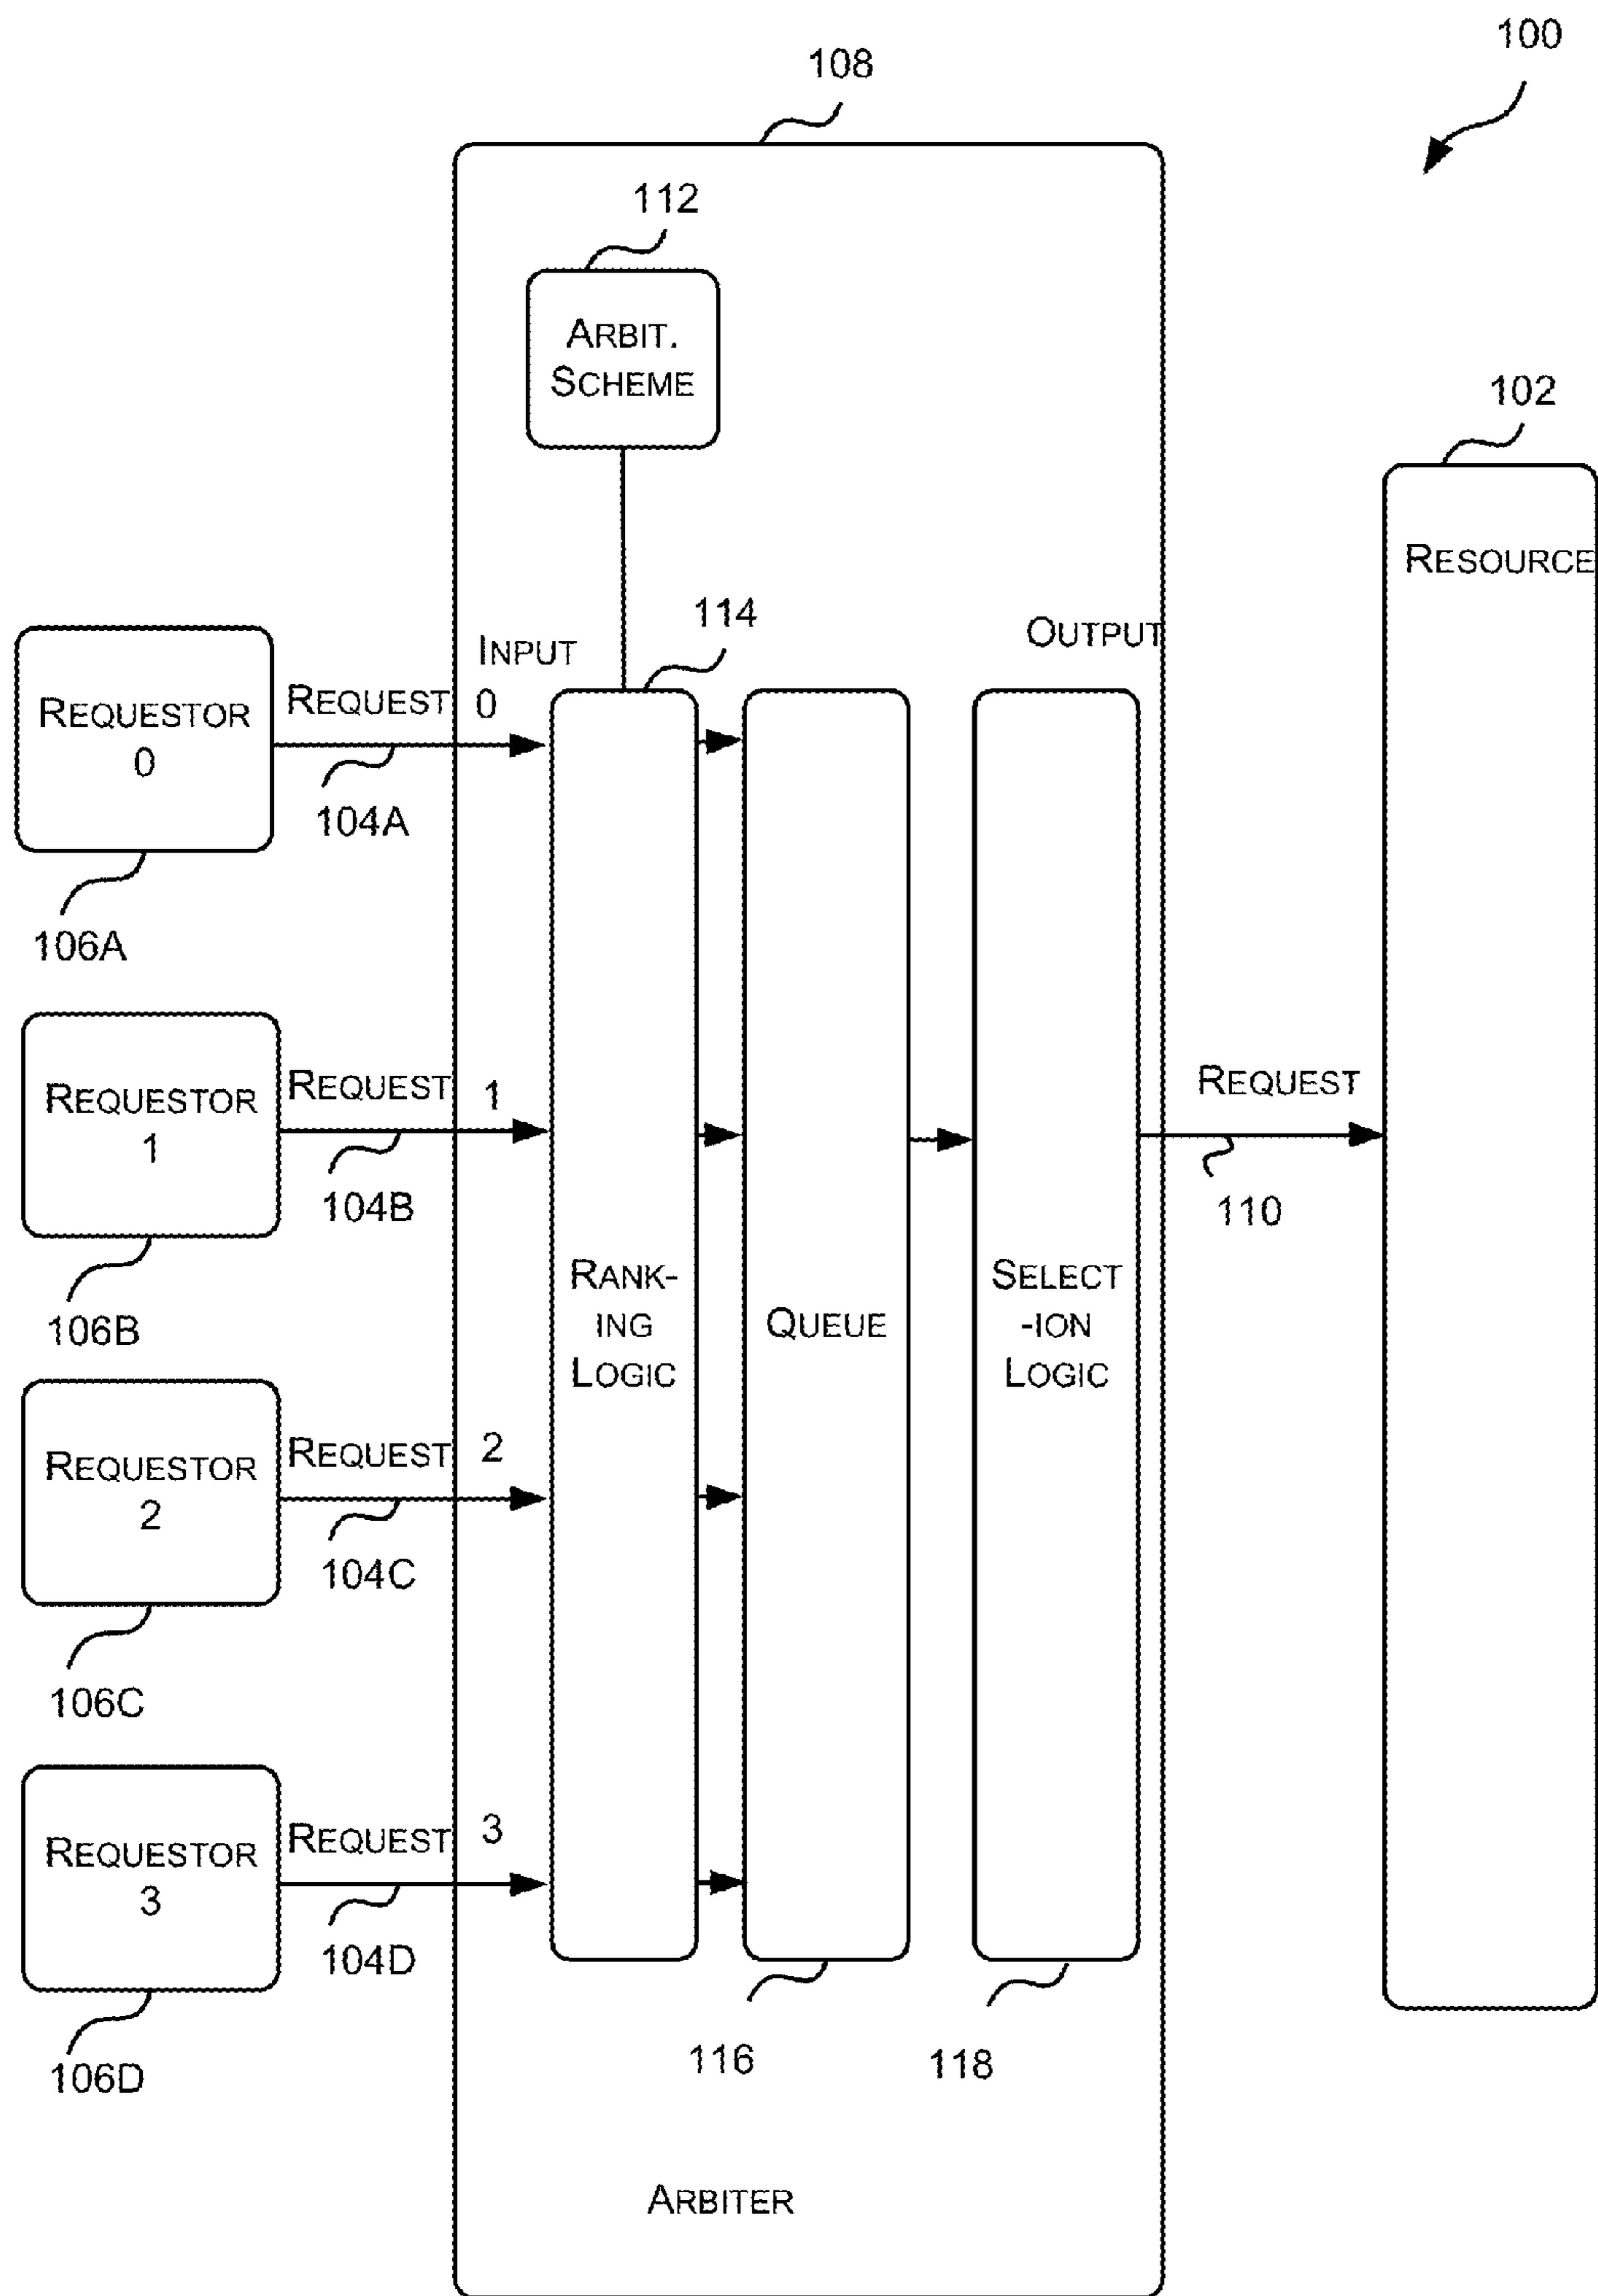 100
108
112
ARBIT.
SCHEME
102
RESOURCE
114
INPUT
OUTPUT
REQUESTOR
0
REQUEST
0
104A
106A
REQUESTOR
1
REQUEST
1
104B
106B
REQUEST
110
RANK-
ING
LOGIC
QUEUE
SELECT
-ION
LOGIC
REQUESTOR
2
REQUEST
2
104C
106C
REQUESTOR
3
REQUEST
3
104D
106D
116
118
ARBITER